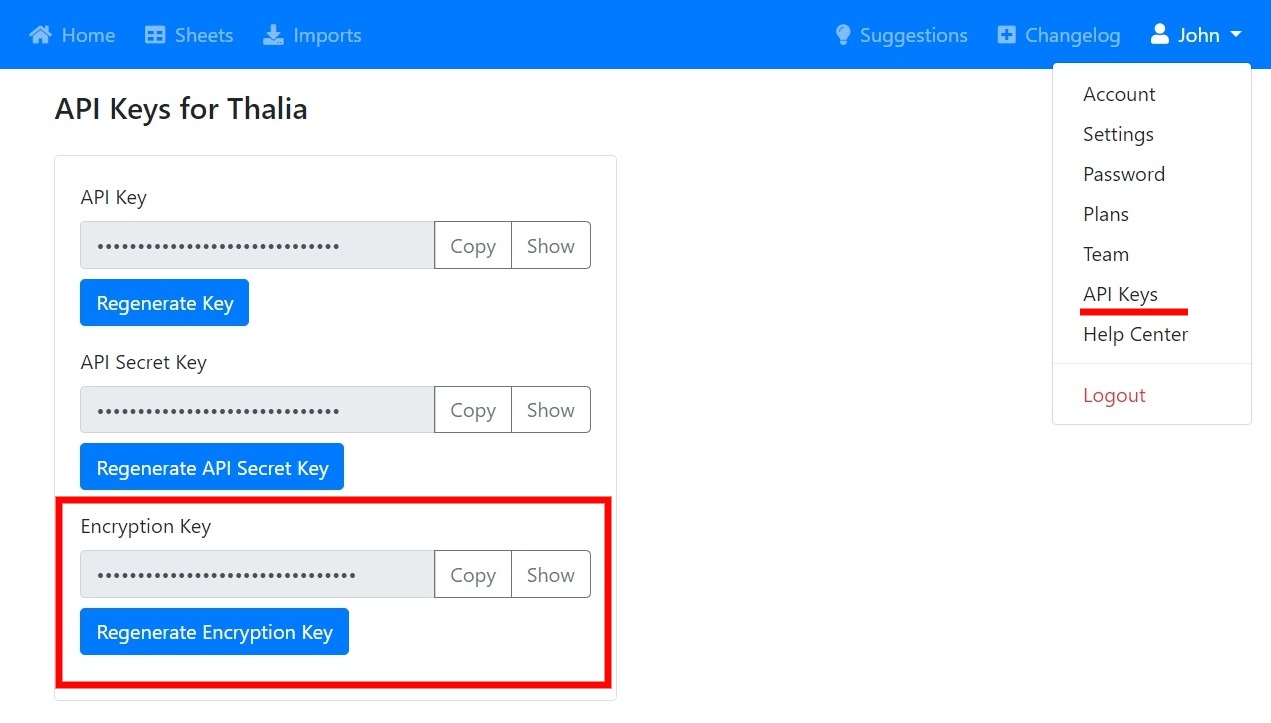 Home Sheets Imports Suggestions Changelog John
API Keys for Thalia
API Key
•••••••••••••••••••••••••••••• Copy Show
Regenerate Key
API Secret Key
•••••••••••••••••••••••••••••• Copy Show
Regenerate API Secret Key
Encryption Key
•••••••••••••••••••••••••••••••• Copy Show
Regenerate Encryption Key
Account
Settings
Password
Plans
Team
API Keys
Help Center
Logout